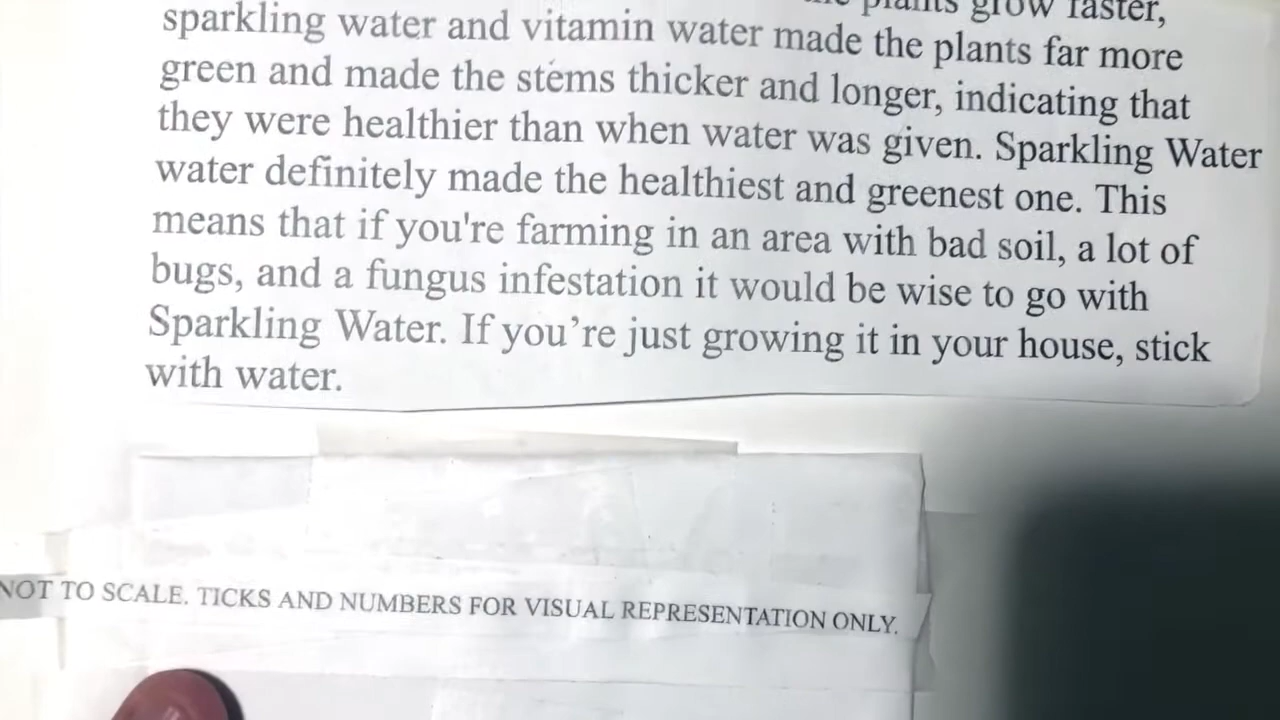 plants grow faster,
sparkling water and vitamin water made the plants far more
green and made the stems thicker and longer, indicating that
they were healthier than when water was given. Sparkling Water
water definitely made the healthiest and greenest one. This
means that if you're farming in an area with bad soil, a lot of
bugs, and a fungus infestation it would be wise to go with
Sparkling Water. If you’re just growing it in your house, stick
with water.
NOT TO SCALE. TICKS AND NUMBERS FOR VISUAL REPRESENTATION ONLY.